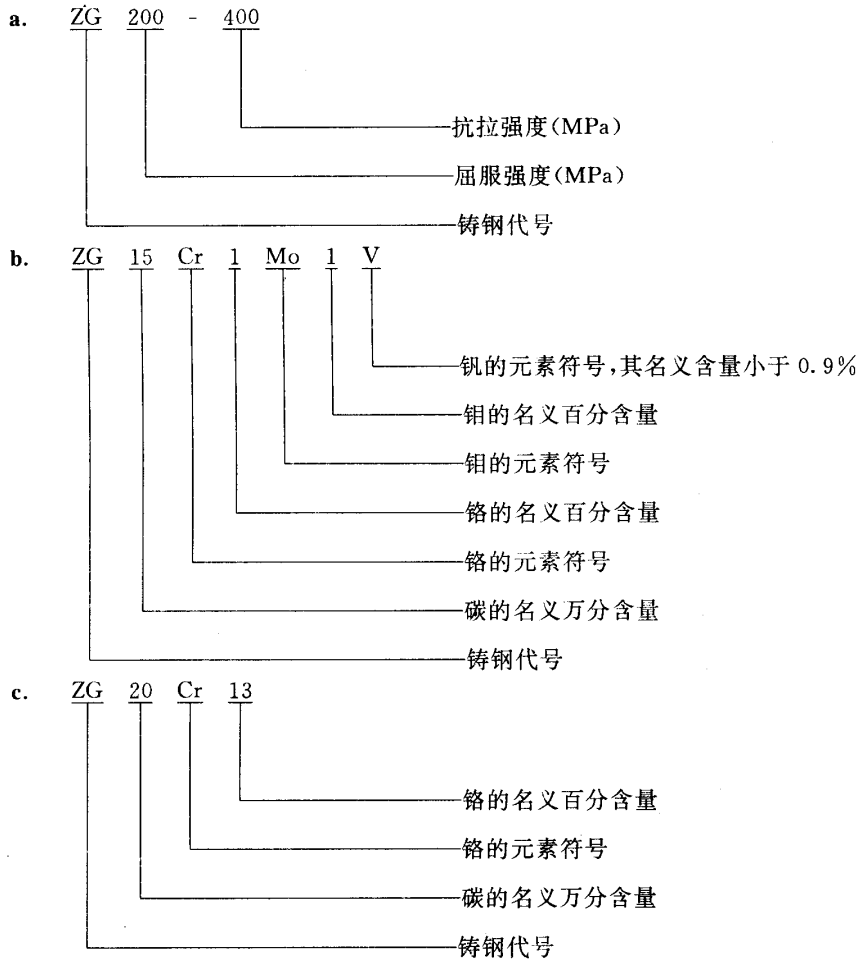 a. ZG 200 - 400
抗拉强度(MPa)
屈服强度(MPa)
铸钢代号
b. ZG 15 Cr 1 Mo 1 V
钒的元素符号,其名义含量小于 0.9%
钼的名义百分含量
钼的元素符号
铬的名义百分含量
铬的元素符号
碳的名义万分含量
铸钢代号
c. ZG 20 Cr 13
铬的名义百分含量
铬的元素符号
碳的名义万分含量
铸钢代号